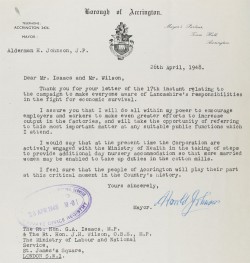 Borough of Accrington.
TELEPHONE
ACCRINGTON
MAYOR:
Alderman S. Johnson, J.P.
Mayor's Parlour,
Town Hall,
Accrington.
26th April, 1948.
Dear Mr. Isaacs and Mr. Wilson,
Thank you for your letter of the 17th instant relating to
the campaign to make everyone aware of Lancashire's responsibilities
in the fight for economic survival.
I assure you that I will do all within my power to encourage
employers and workers to make even greater efforts to increase
output in the factories, and will take the opportunity of referring
to this most important matter at any suitable public functions which
I attend.
I would say that at the present time the Corporation are
actively engaged with the Ministry of Health in the taking of steps
to provide additional day nursery accommodation so that more married
women may be enabled to take up duties in the cotton mills.
I feel sure that the people of Accrington will play their part
at this critical moment in the Country's history.
Yours sincerely,
Mayor.
The Rt. Hon. G.A. Isaacs, M.P.
& The Rt. Hon. J.H. Wilson, O.B.E., M.P.
The Ministry of Labour and National
Service,
St. James's Square,
LONDON S.W.1.